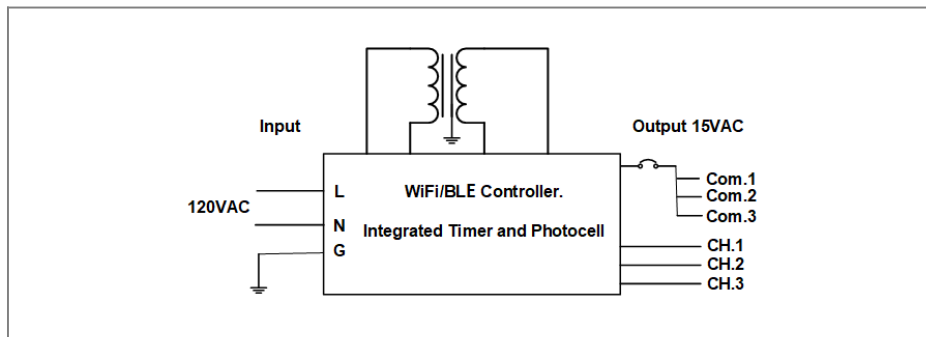 Input
Output 15VAC
120VAC
L
N
G
WiFi/BLE Controller.
Integrated Timer and Photocell
Com.1
Com.2
Com.3
CH.1
CH.2
CH.3